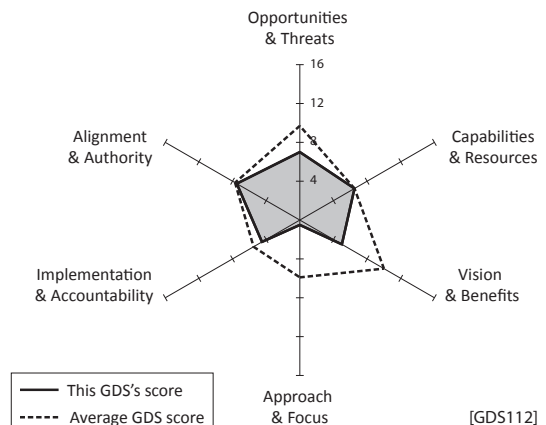 Opportunities
& Threats
16
12
8
4
Alignment
& Authority
Capabilities
& Resources
Implementation
& Accountability
Vision
& Benefits
Approach
& Focus
This GDS's score
Average GDS score
[GDS112]